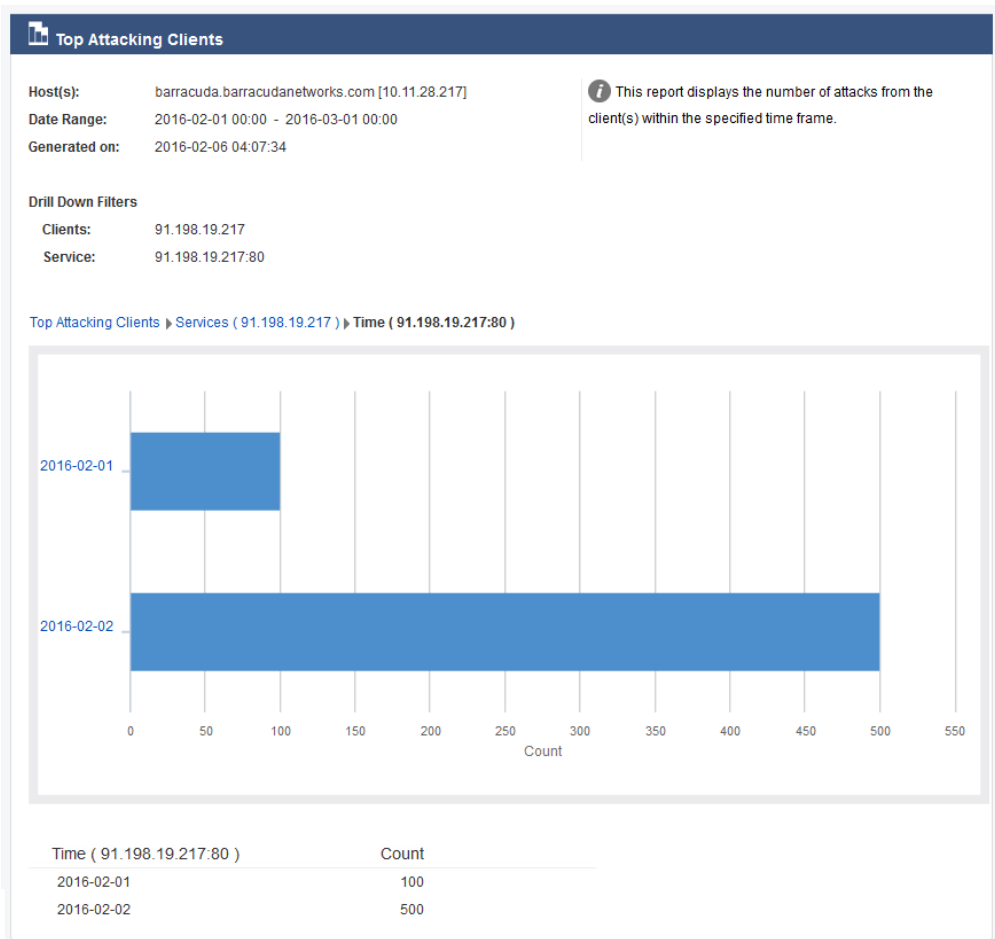 Top Attacking Clients
Host(s): barracuda.barracudanetworks.com [10.11.28.217]
Date Range: 2016-02-01 00:00 - 2016-03-01 00:00
Generated on: 2016-02-06 04:07:34
i This report displays the number of attacks from the
client(s) within the specified time frame.
Drill Down Filters
Clients: 91.198.19.217
Service: 91.198.19.217:80
Top Attacking Clients Services ( 91.198.19.217 ) Time ( 91.198.19.217:80 )
2016-02-01
2016-02-02
0 50 100 150 200 250 300 350 400 450 500 550
Count
Time ( 91.198.19.217:80 ) Count
2016-02-01 100
2016-02-02 500